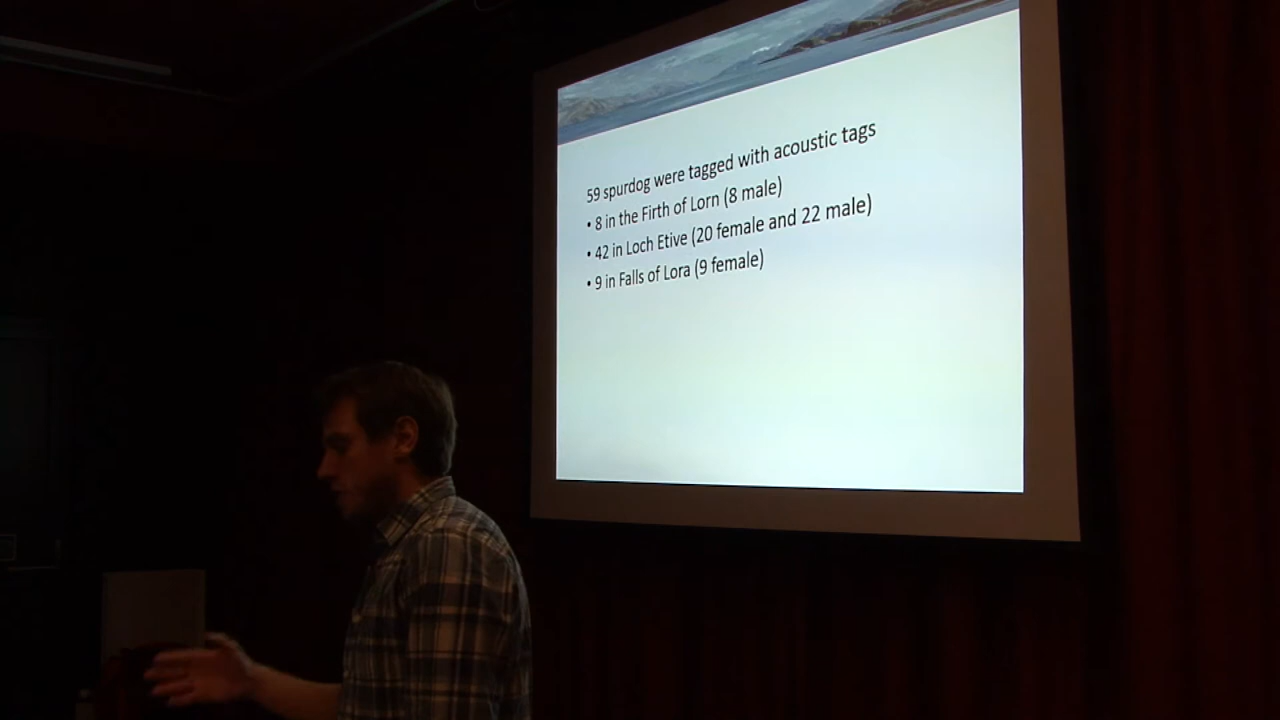 59 spurdog were tagged with acoustic tags
• 8 in the Firth of Lorn (8 male)
• 42 in Loch Etive (20 female and 22 male)
• 9 in Falls of Lora (9 female)